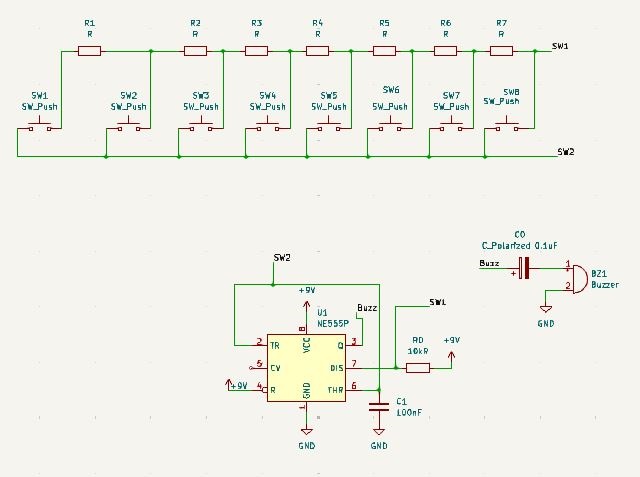 R1 R2 R3 R4 R5 R6 R7
R R R R R R R
SW1
SW1 SW2 SW3 SW4 SW5 SW6 SW7 SW8
SW_Push SW_Push SW_Push SW_Push SW_Push SW_Push SW_Push SW_Push
SW2
C0
C_Polarized 0.1uF
Buzz
+
1
2
BZ1
Buzzer
GND
SW2
+9V
U1
NE555P
Buzz
SW1
8
VCC
2 TR Q 3
R0
10kR
+9V
5 CV DIS 7
+9V
4 R THR 6
GND
1
C1
100nF
GND
GND